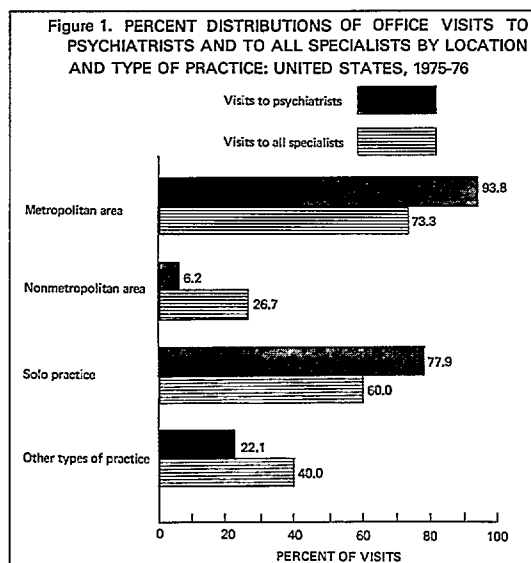 Figure 1. PERCENT DISTRIBUTIONS OF OFFICE VISITS TO
PSYCHIATRISTS AND TO ALL SPECIALISTS BY LOCATION
AND TYPE OF PRACTICE: UNITED STATES, 1975-76
Visits to psychiatrists
Visits to all specialists
Metropolitan area
93.8
73.3
Nonmetropolitan area
6.2
26.7
Solo practice
77.9
60.0
Other types of practice
22.1
40.0
0 20 40 60 80 100
PERCENT OF VISITS